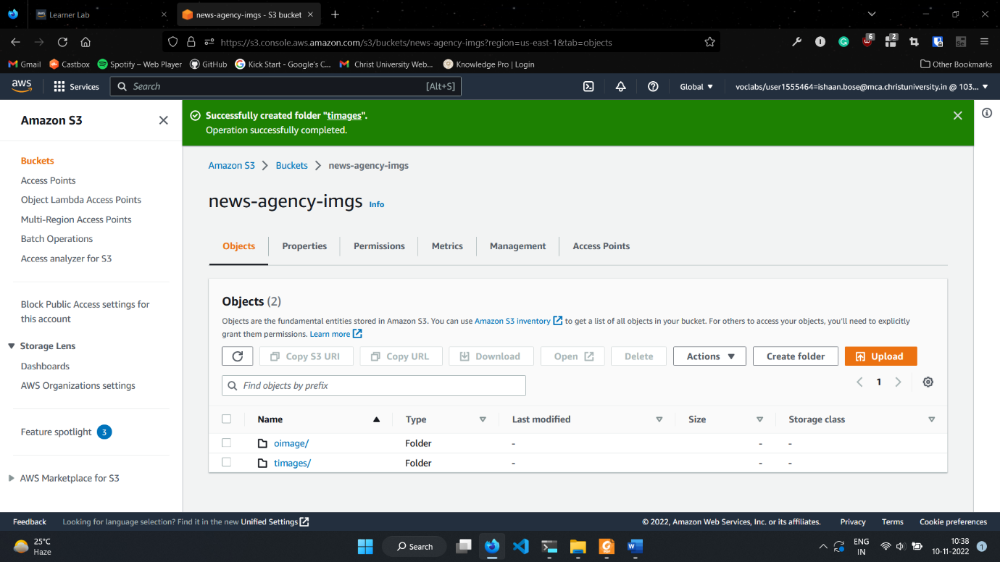 Learner Lab
news-agency-imgs - S3 bucket
https://s3.console.aws.amazon.com/s3/buckets/news-agency-imgs?region=us-east-1&tab=objects
6
2
Gmail
Castbox
Spotify – Web Player
GitHub
Kick Start - Google's C...
Christ University Web...
Knowledge Pro | Login
Other Bookmarks
aws
Services
Search
[Alt+S]
Global
voclabs/user1555464=ishaan.bose@mca.christuniversity.in @ 103...
Amazon S3
Buckets
Access Points
Object Lambda Access Points
Multi-Region Access Points
Batch Operations
Access analyzer for S3
Block Public Access settings for
this account
Storage Lens
Dashboards
AWS Organizations settings
Feature spotlight 3
AWS Marketplace for S3
Successfully created folder "timages".
Operation successfully completed.
Amazon S3 > Buckets > news-agency-imgs
news-agency-imgs Info
Objects
Properties
Permissions
Metrics
Management
Access Points
Objects (2)
Objects are the fundamental entities stored in Amazon S3. You can use Amazon S3 inventory to get a list of all objects in your bucket. For others to access your objects, you'll need to explicitly
grant them permissions. Learn more
Copy S3 URI
Copy URL
Download
Open
Delete
Actions
Create folder
Upload
Find objects by prefix
1
Name
Type
Last modified
Size
Storage class
oimage/ Folder - - -
timages/ Folder - - -
Feedback
Looking for language selection? Find it in the new Unified Settings
© 2022, Amazon Web Services, Inc. or its affiliates.
Privacy
Terms
Cookie preferences
25°C
Haze
Search
ENG
IN
10:38
10-11-2022
1